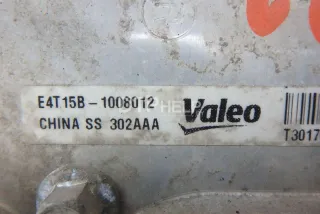 E4T15B-1008012
Valeo
CHINA SS 302AAA
T3017